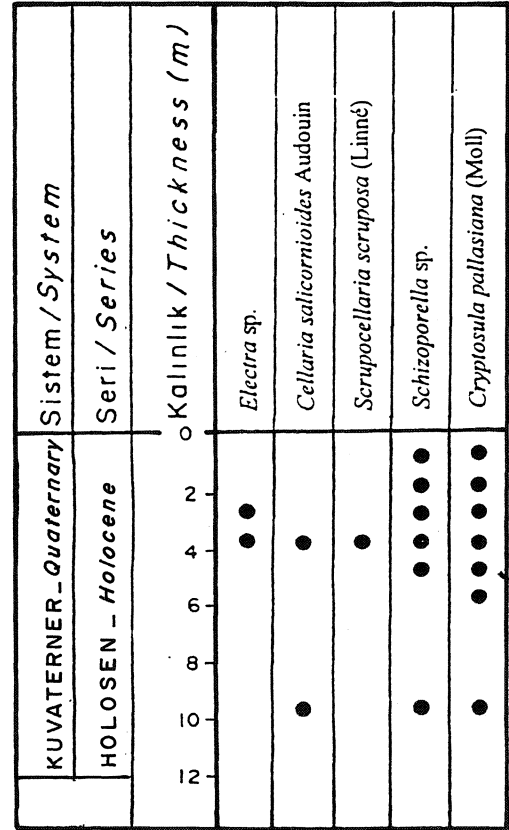 Sistem / System
Seri / Series
Kalınlık / Thickness (m)
Electra sp.
Cellaria salicornioides Audouin
Scrupocellaria scruposa (Linné)
Schizoporella sp.
Cryptosula pallasiana (Moll)
KUVATERNER_Quaternary
HOLOSEN_Holocene
0
2
4
6
8
10
12